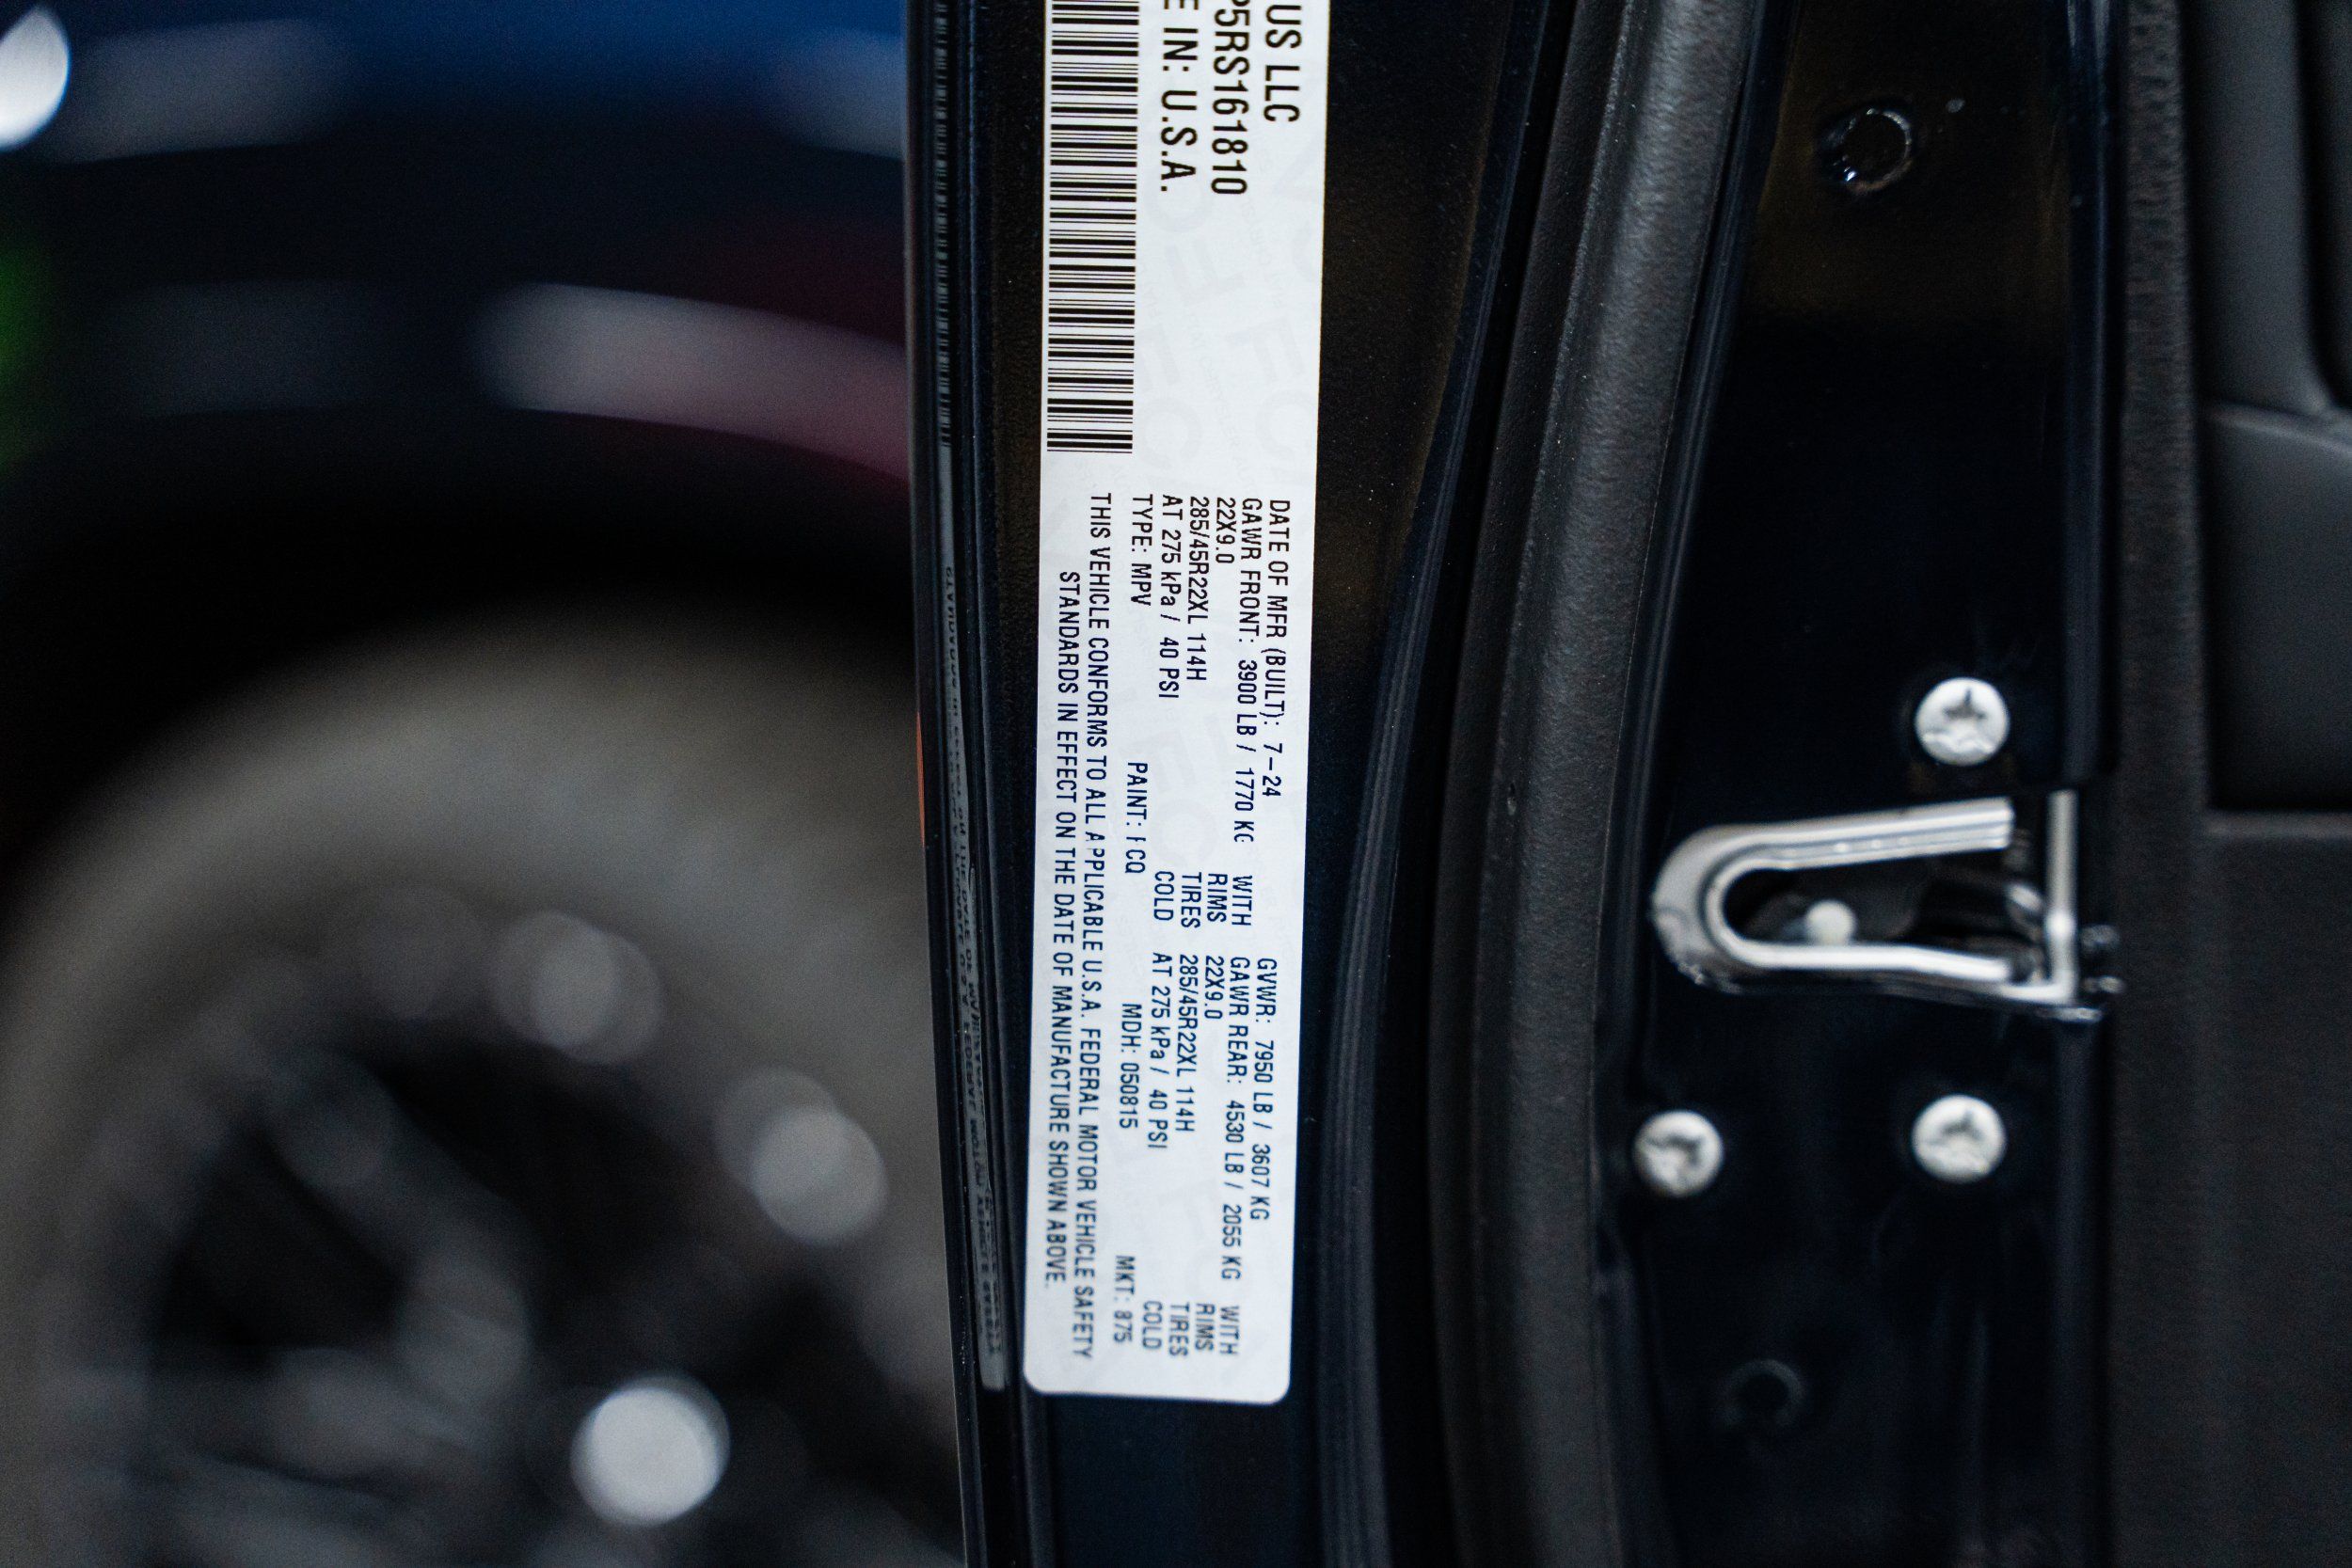 US LLC
P5RS161810
E IN: U.S.A.
DATE OF MFR (BUILT): 7-24 GVWR: 7950 LB / 3607 KG
GAWR FRONT: 3900 LB / 1770 KG WITH GAWR REAR: 4530 LB / 2055 KG WITH
22X9.0 RIMS 22X9.0 RIMS
285/45R22XL 114H TIRES 285/45R22XL 114H TIRES
AT 275 kPa / 40 PSI COLD AT 275 kPa / 40 PSI COLD
TYPE: MPV PAINT: MDH: 050815 MKT: 875
THIS VEHICLE CONFORMS TO ALL APPLICABLE U.S.A. FEDERAL MOTOR VEHICLE SAFETY
STANDARDS IN EFFECT ON THE DATE OF MANUFACTURE SHOWN ABOVE.